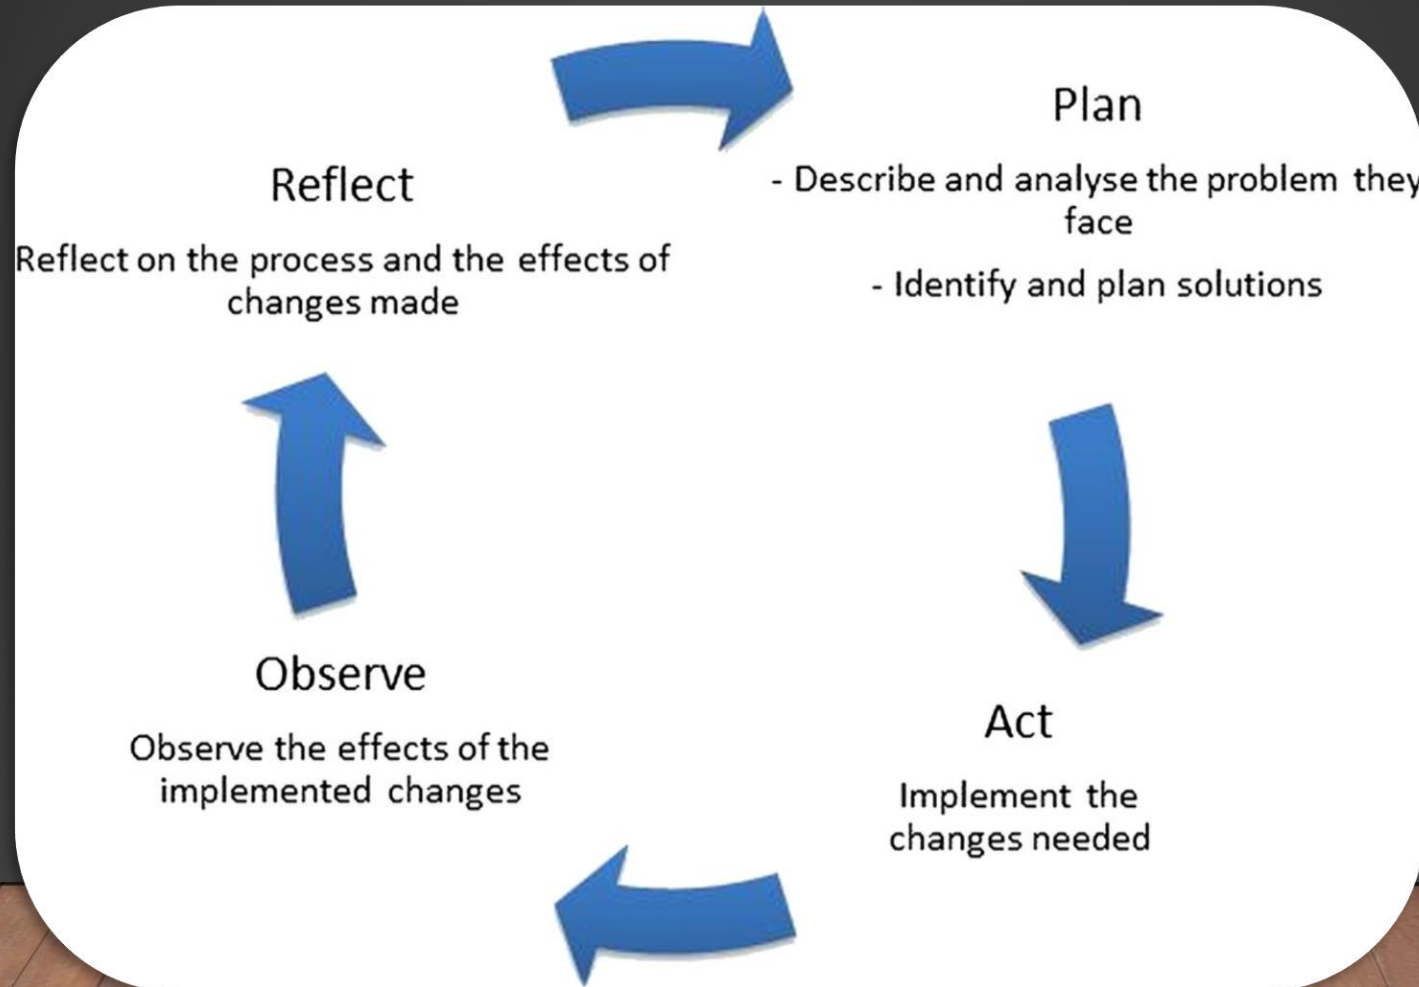 Plan
- Describe and analyse the problem they
face
- Identify and plan solutions
Act
Implement the
changes needed
Observe
Observe the effects of the
implemented changes
Reflect
Reflect on the process and the effects of
changes made